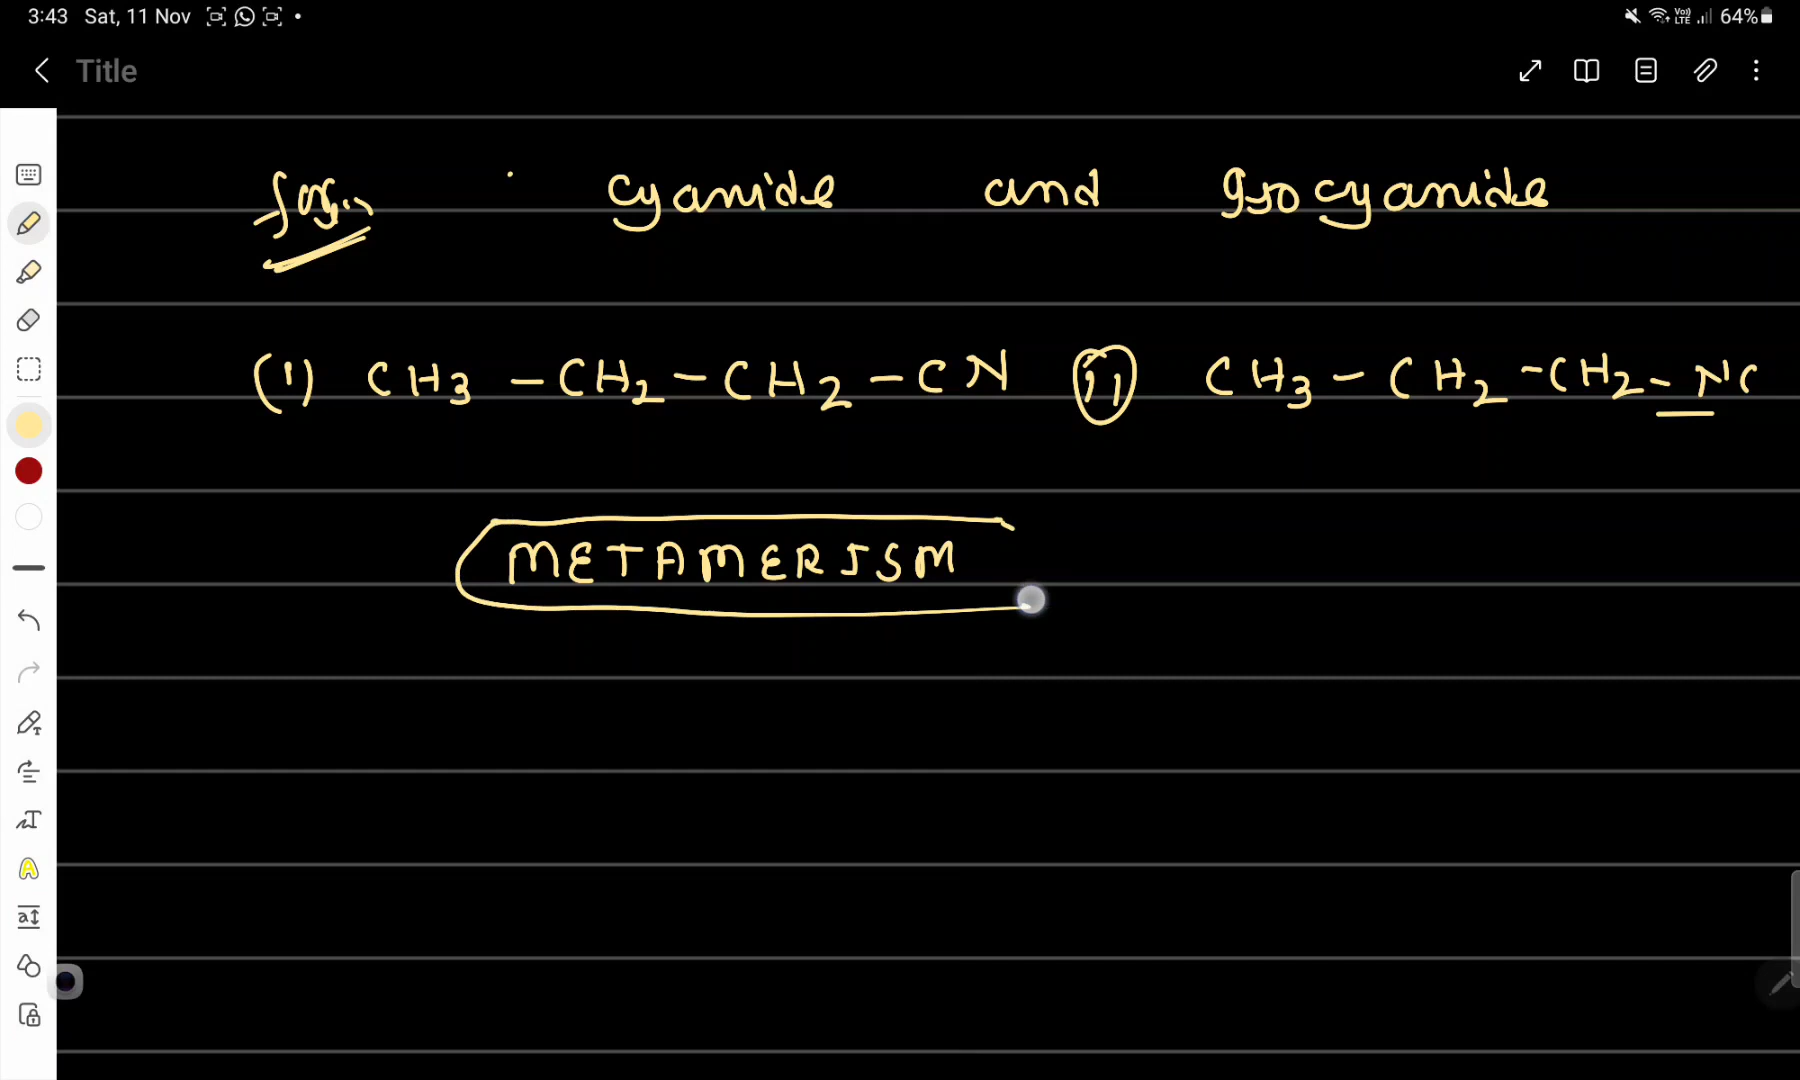 3:43 Sat, 11 Nov 64%
Title
cyanide and Isocyanide
(i) CH3 - CH2 - CH2 - CN (ii) CH3 - CH2 - CH2 - NC
METAMERISM